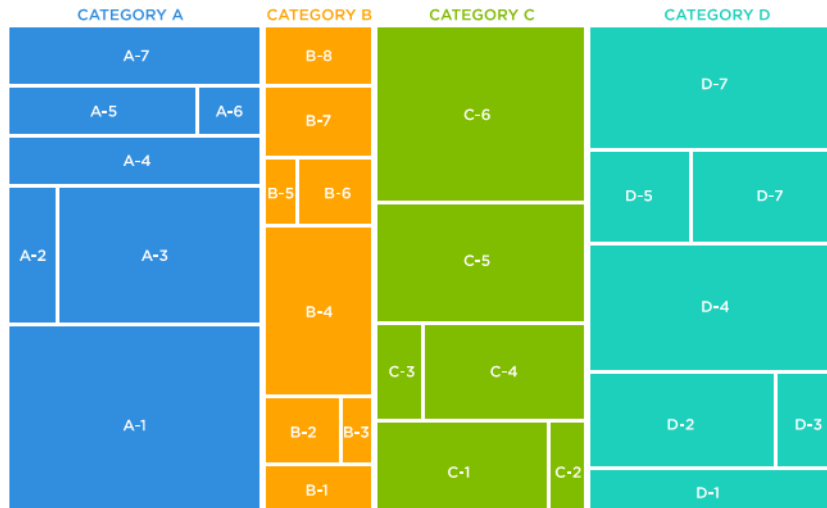 CATEGORY A
CATEGORY B
CATEGORY C
CATEGORY D
A-7
A-5
A-6
A-4
A-2
A-3
A-1
B-8
B-7
B-5
B-6
B-4
B-2
B-3
B-1
C-6
C-5
C-3
C-4
C-1
C-2
D-7
D-5
D-7
D-4
D-2
D-3
D-1